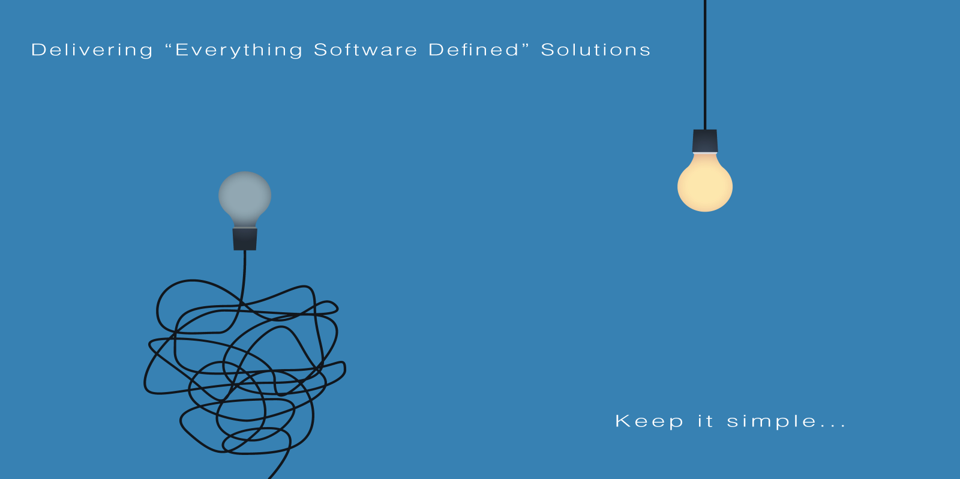 Delivering “Everything Software Defined” Solutions
Keep it simple...